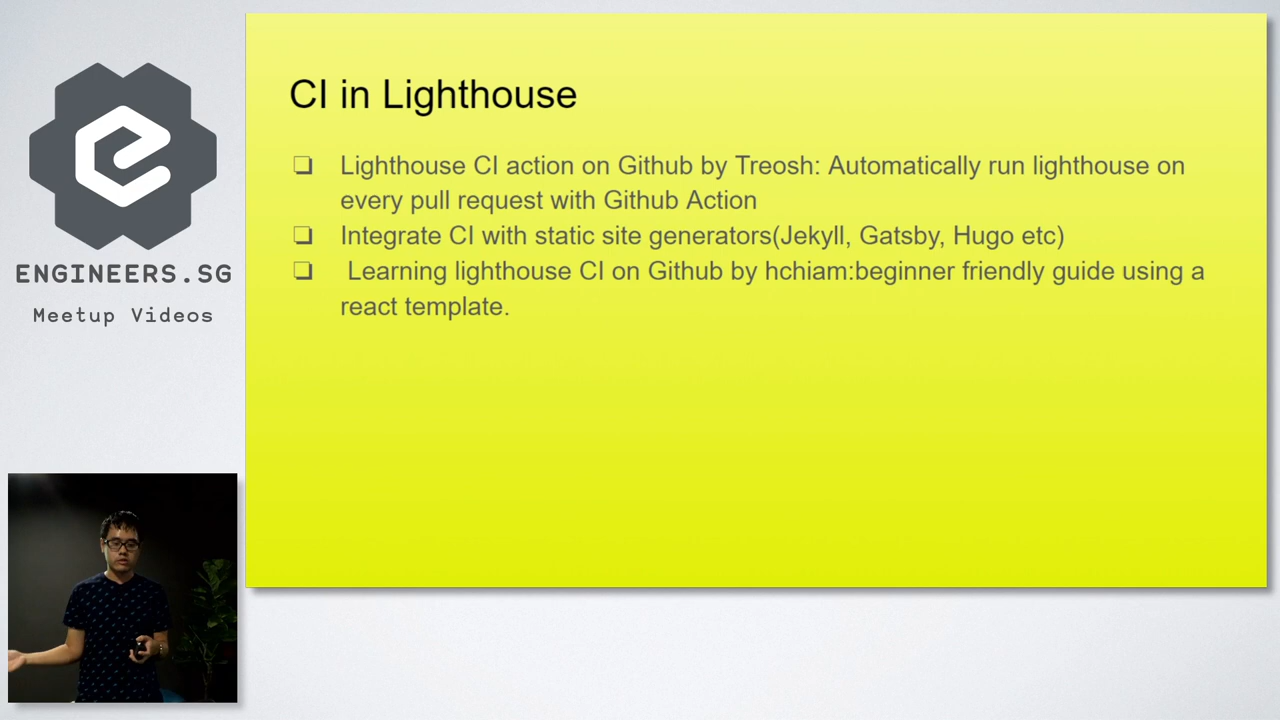 ENGINEERS.SG
Meetup Videos
CI in Lighthouse
❏ Lighthouse CI action on Github by Treosh: Automatically run lighthouse on
every pull request with Github Action
❏ Integrate CI with static site generators(Jekyll, Gatsby, Hugo etc)
❏ Learning lighthouse CI on Github by hchiam:beginner friendly guide using a
react template.